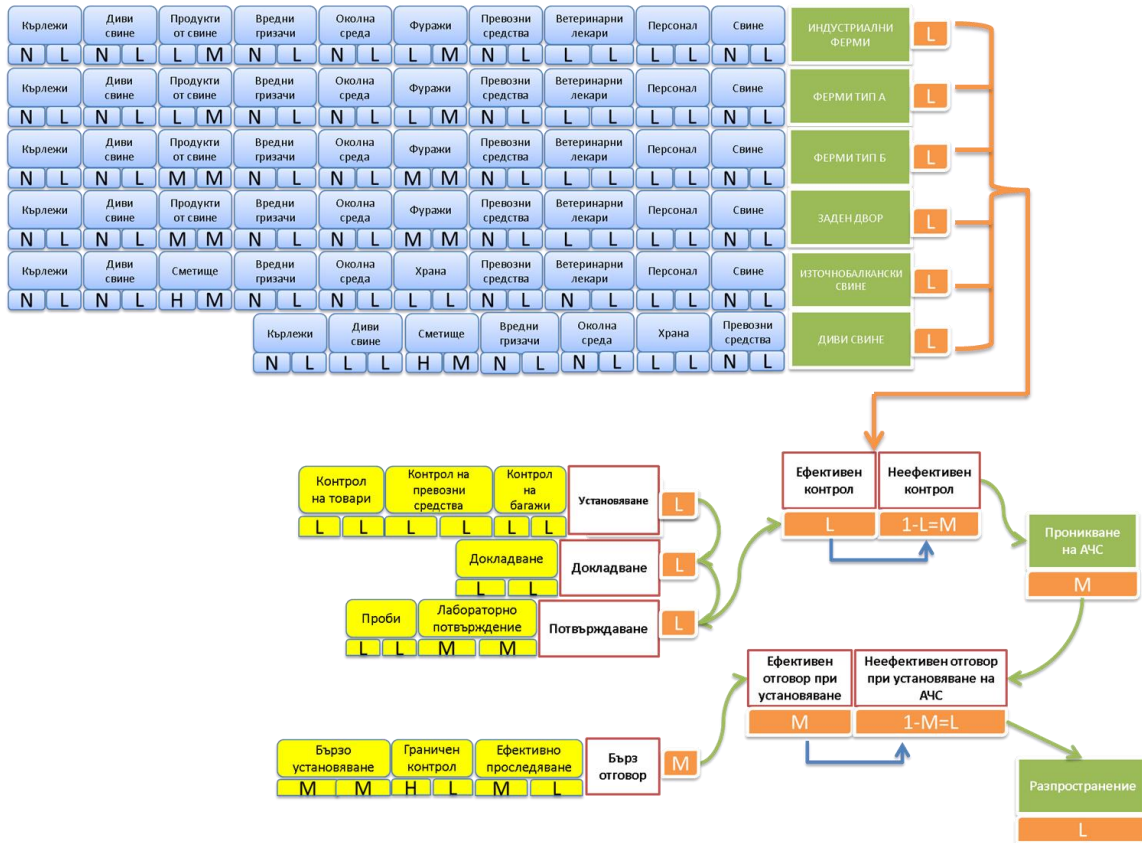 Кърлежи Диви свине Продукти от свине Вредни гризачи Околна среда Фуражи Превозни средства Ветеринарни лекари Персонал Свине ИНДУСТРИАЛНИ ФЕРМИ L
N L N L L M N L N L L M N L L L L L N L
Кърлежи Диви свине Продукти от свине Вредни гризачи Околна среда Фуражи Превозни средства Ветеринарни лекари Персонал Свине ФЕРМИ ТИП А L
N L N L L M N L N L L M N L L L L L N L
Кърлежи Диви свине Продукти от свине Вредни гризачи Околна среда Фуражи Превозни средства Ветеринарни лекари Персонал Свине ФЕРМИ ТИП Б L
N L N L M M N L N L M M N L L L L L N L
Кърлежи Диви свине Продукти от свине Вредни гризачи Околна среда Фуражи Превозни средства Ветеринарни лекари Персонал Свине ЗАДЕН ДВОР L
N L N L M M N L N L M M N L L L L L N L
Кърлежи Диви свине Сметище Вредни гризачи Околна среда Храна Превозни средства Ветеринарни лекари Персонал Свине ИЗТОЧНОБАЛКАНСКИ СВИНЕ L
N L N L H M N L N L L L N L N L L L N L
Кърлежи Диви свине Сметище Вредни гризачи Околна среда Храна Превозни средства ДИВИ СВИНЕ L
N L L L H M N L N L L L N L
Ефективен контрол Неефективен контрол
L 1-L=M
Контрол на товари Контрол на превозни средства Контрол на багажи Установяване L
L L L L L L
Проникване на АЧС
M
Докладване Докладване L
L L
Проби Лабораторно потвърждение Потвърждаване L
L L M M
Ефективен отговор при установяване Неефективен отговор при установяване на АЧС
M 1-M=L
Бързо установяване Граничен контрол Ефективно проследяване Бърз отговор M
M M H L M L
Разпространение
L